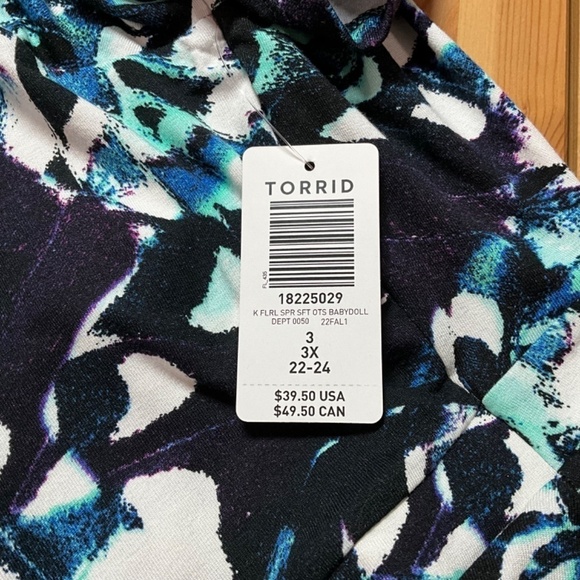 TORRID
FL_435
18225029
K FLRL SPR SFT OTS BABYDOLL
DEPT 0050 22FAL1
3
3X
22-24
$39.50 USA
$49.50 CAN